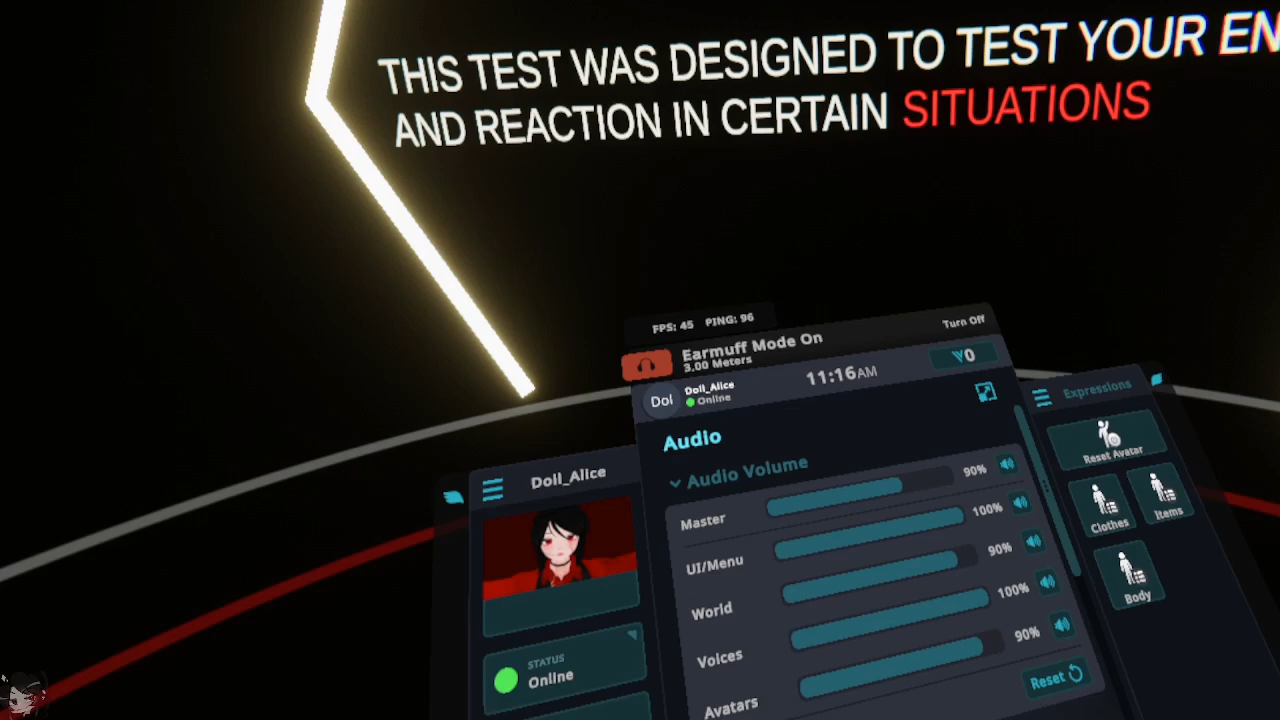 THIS TEST WAS DESIGNED TO TEST YOUR EN
AND REACTION IN CERTAIN SITUATIONS
FPS: 45 PING: 96
Earmuff Mode On
3.00 Meters
Turn Off
Dol
Doll_Alice
Online
11:16AM
0
Audio
Audio Volume
Master 90%
UI/Menu 100%
World 90%
Voices 100%
Avatars 90%
Reset
Doll_Alice
STATUS
Online
Expressions
Reset Avatar
Clothes
Items
Body